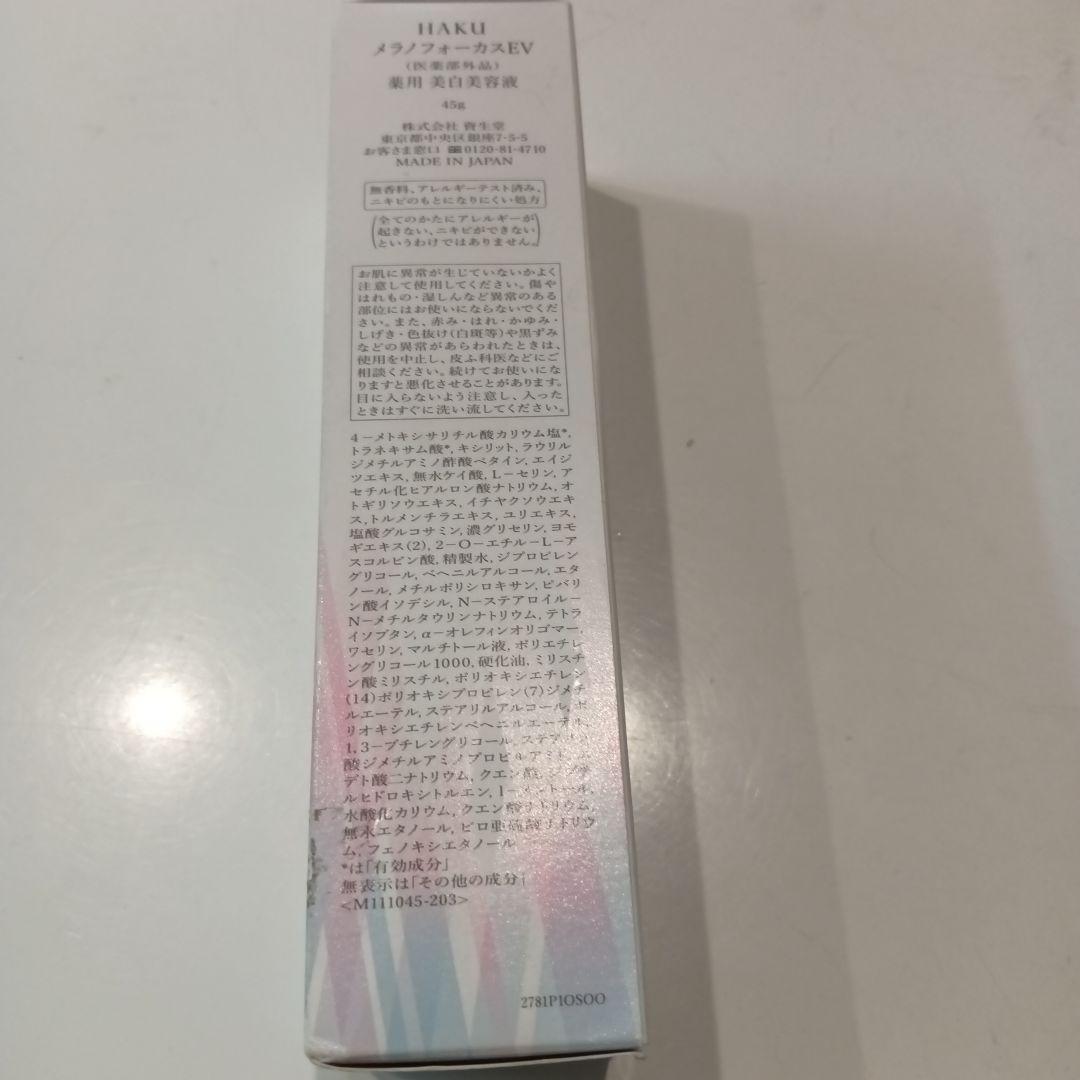 HAKU
メラノフォーカスEV
(医薬部外品)
薬用 美白美容液
45g
株式会社 資生堂
東京都中央区銀座7-5-5
お客さま窓口 0120-81-4710
MADE IN JAPAN
無香料、アレルギーテスト済み、
ニキビのもとになりにくい処方
(全てのかたにアレルギーが
起きない、ニキビができない
というわけではありません。)
お肌に異常が生じていないかよく
注意して使用してください。傷や
はれもの・湿しんなど異常のある
部位にはお使いにならないでくだ
さい。また、赤み・はれ・かゆみ・
しげき・色抜け(白斑等)や黒ずみ
などの異常があらわれたときは、
使用を中止し、皮ふ科医などにご
相談ください。続けてお使いにな
りますと悪化させることがあります。
目に入らないよう注意し、入った
ときはすぐに洗い流してください。
4-メトキシサリチル酸カリウム塩*,
トラネキサム酸*, キシリット, ラウリル
ジメチルアミノ酢酸ベタイン, エイジ
ツエキス, 無水ケイ酸, L-セリン, ア
セチル化ヒアルロン酸ナトリウム, オ
トギリソウエキス, イチヤクソウエキ
ス,トルメンチラエキス, ユリエキス,
塩酸グルコサミン, 濃グリセリン, ヨモ
ギエキス(2), 2-O-エチル-L-ア
スコルビン酸, 精製水, ジプロピレン
グリコール, ベヘニルアルコール, エタ
ノール, メチルポリシロキサン, ピバリ
ン酸イソデシル, N-ステアロイル-
N-メチルタウリンナトリウム, テトラ
イソブタン, α-オレフィンオリゴマー,
ワセリン, マルチトール液, ポリエチレ
ングリコール1000, 硬化油, ミリスチ
ン酸ミリスチル, ポリオキシエチレン
(14)ポリオキシプロピレン(7)ジメチ
ルエーテル, ステアリルアルコール, ポ
リオキシエチレンベヘニルエーテル,
1,3-ブチレングリコール, ステアリン
酸ジメチルアミノプロピルアミド, エ
デト酸二ナトリウム, クエン酸, ジブチ
ルヒドロキシトルエン, l-メントール,
水酸化カリウム, クエン酸ナトリウム,
無水エタノール, ピロ亜硫酸ナトリウ
ム, フェノキシエタノール
*は「有効成分」
無表示は「その他の成分」
<M111045-203>
2781P1OSOO